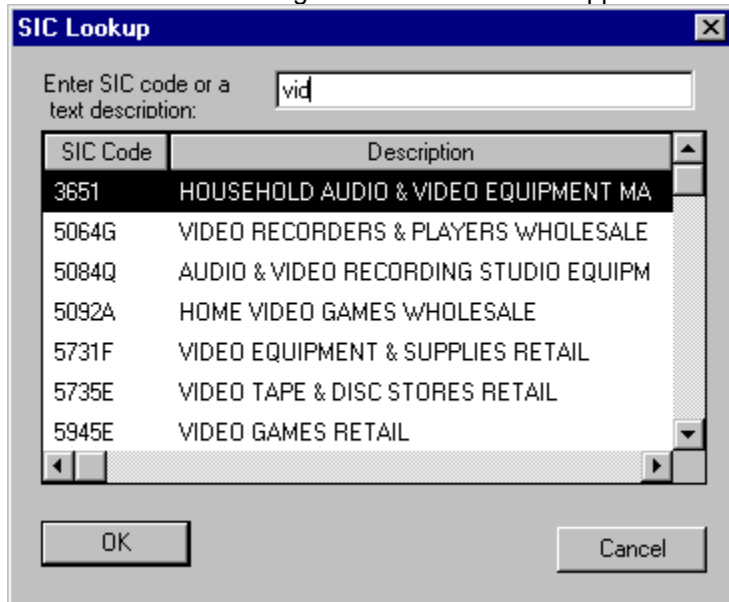 SIC Lookup
Enter SIC code or a
text description:
vid
SIC Code Description
3651 HOUSEHOLD AUDIO & VIDEO EQUIPMENT MA
5064G VIDEO RECORDERS & PLAYERS WHOLESALE
5084Q AUDIO & VIDEO RECORDING STUDIO EQUIPM
5092A HOME VIDEO GAMES WHOLESALE
5731F VIDEO EQUIPMENT & SUPPLIES RETAIL
5735E VIDEO TAPE & DISC STORES RETAIL
5945E VIDEO GAMES RETAIL
OK Cancel